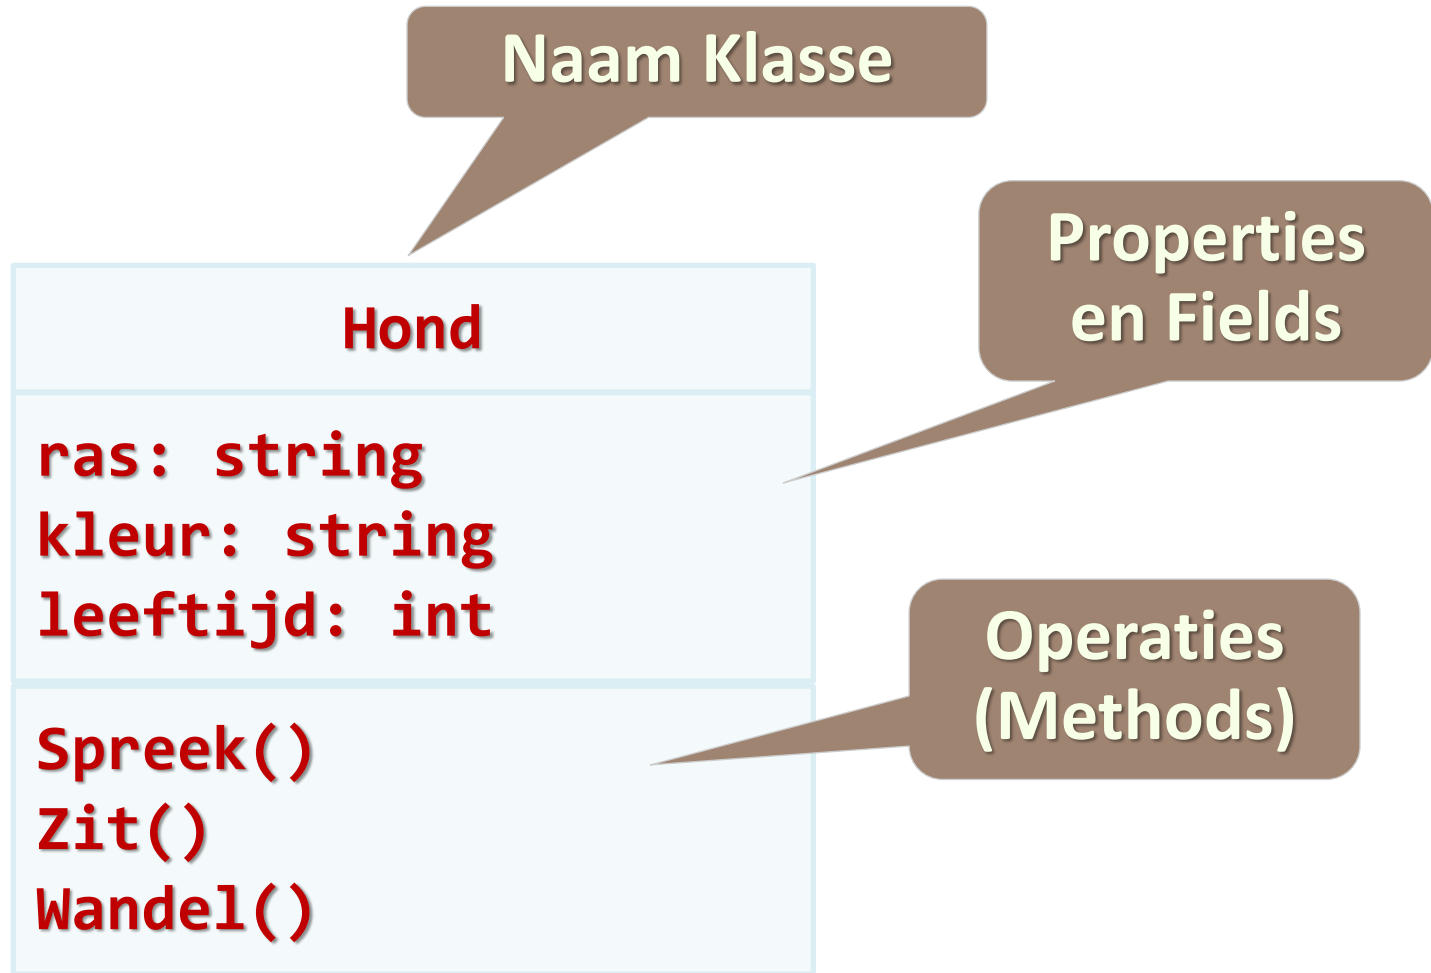 Naam Klasse
Properties
en Fields
Hond
ras: string
kleur: string
leeftijd: int
Operaties
(Methods)
Spreek()
Zit()
Wandel()